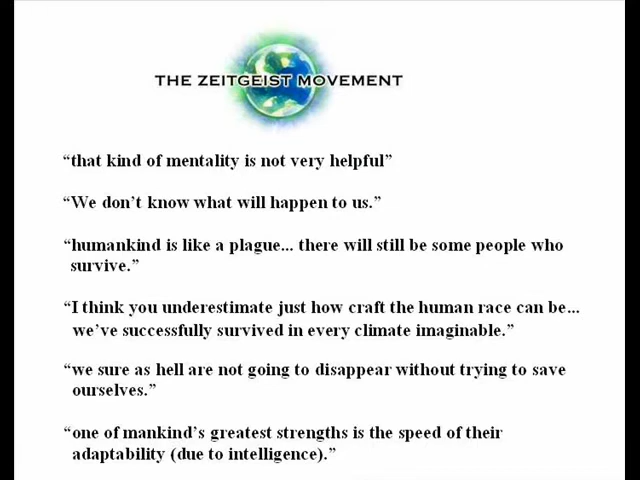 THE ZEITGEIST MOVEMENT
“that kind of mentality is not very helpful”
“We don’t know what will happen to us.”
“humankind is like a plague... there will still be some people who
survive.”
“I think you underestimate just how craft the human race can be...
we’ve successfully survived in every climate imaginable.”
“we sure as hell are not going to disappear without trying to save
ourselves.”
“one of mankind’s greatest strengths is the speed of their
adaptability (due to intelligence).”